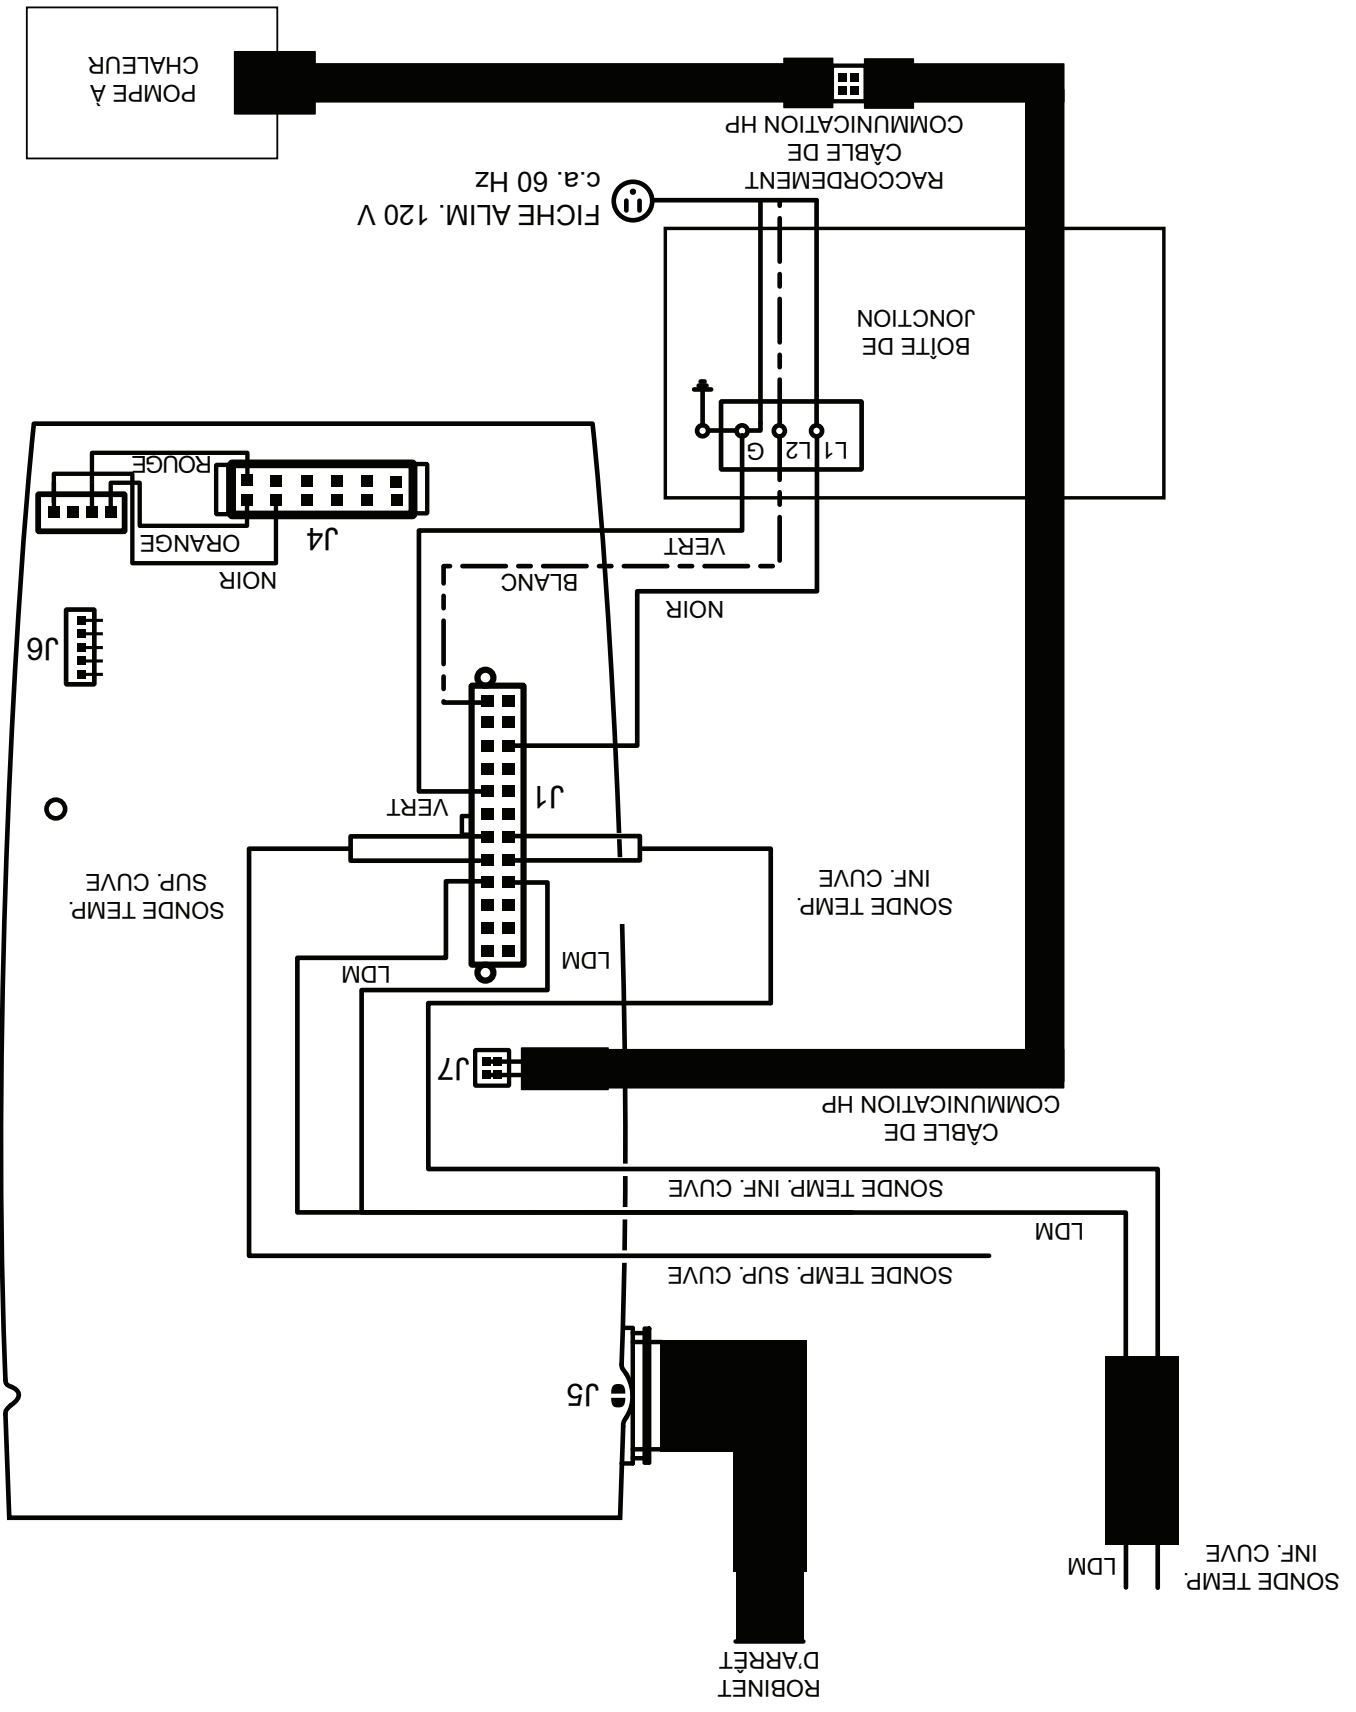 ROBINET
D'ARRÊT
SONDE TEMP.
INF. CUVE
LDM
J5
SONDE TEMP. SUP. CUVE
LDM
SONDE TEMP. INF. CUVE
CÂBLE DE
COMMUNICATION HP
J7
LDM
LDM
SONDE TEMP.
INF. CUVE
SONDE TEMP.
SUP. CUVE
VERT
J1
J6
NOIR
BLANC
VERT
NOIR
ORANGE
J4
ROUGE
L1
L2
G
BOÎTE DE
JONCTION
FICHE ALIM. 120 V
c.a. 60 Hz
RACCORDEMENT
CÂBLE DE
COMMUNICATION HP
POMPE À
CHALEUR